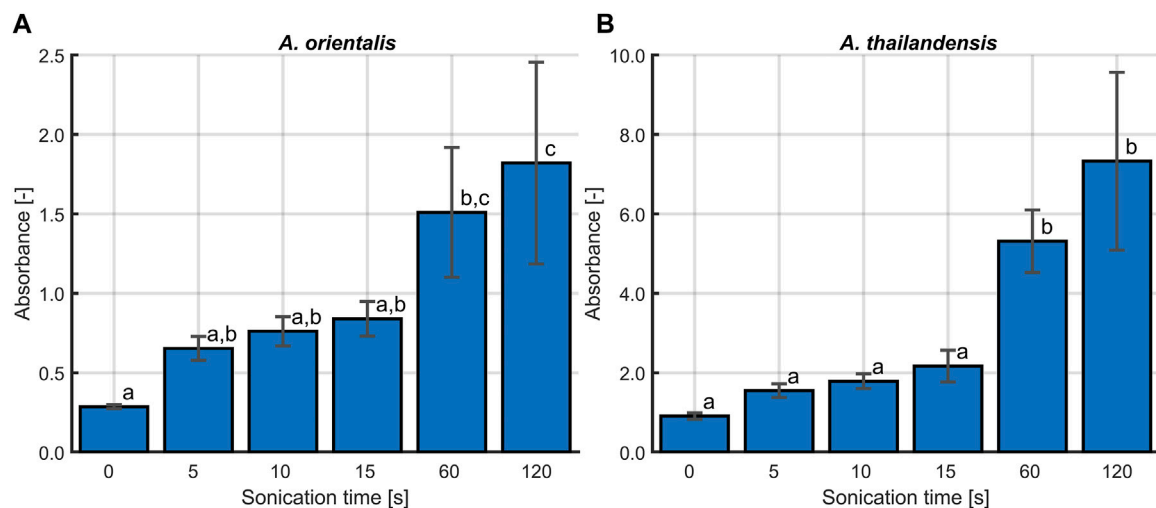 A
A. orientalis
2.5
2.0
1.5
1.0
0.5
0.0
Absorbance [-]
a
a,b
a,b
a,b
b,c
c
0 5 10 15 60 120
Sonication time [s]
B
A. thailandensis
10.0
8.0
6.0
4.0
2.0
0.0
Absorbance [-]
a
a
a
a
b
b
0 5 10 15 60 120
Sonication time [s]